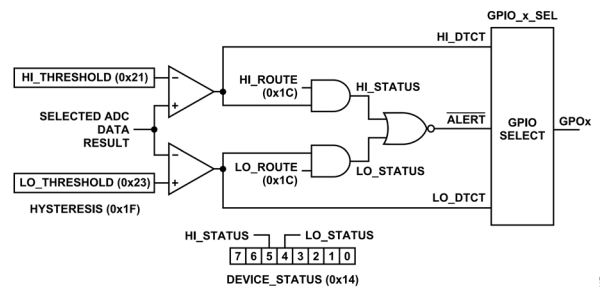 GPIO_x_SEL
HI_DTCT
HI_THRESHOLD (0x21)
−
+
HI_ROUTE
(0x1C)
HI_STATUS
SELECTED ADC
DATA
RESULT
ALERT
GPIO
SELECT
GPOx
−
+
LO_THRESHOLD (0x23)
LO_ROUTE
(0x1C)
LO_STATUS
LO_DTCT
HYSTERESIS (0x1F)
HI_STATUS
LO_STATUS
7 6 5 4 3 2 1 0
DEVICE_STATUS (0x14)